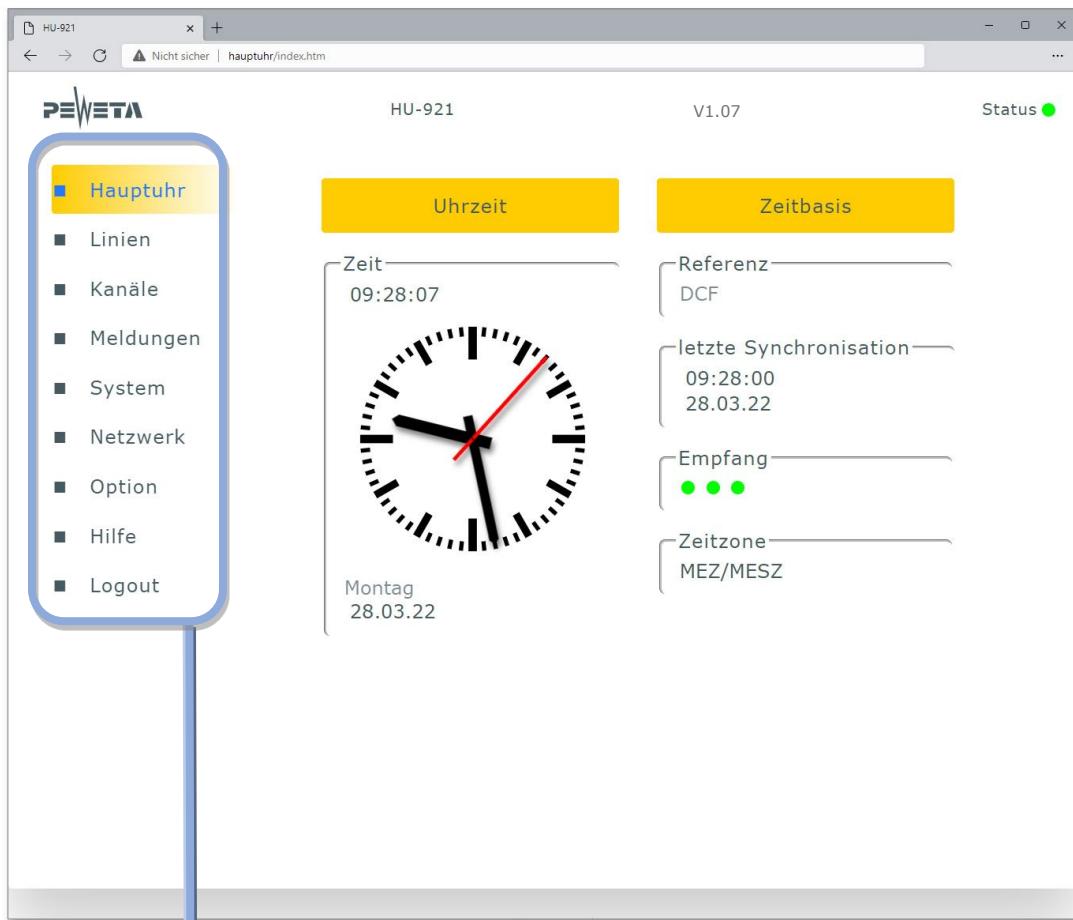 HU-921
Nicht sicher | hauptuhr/index.htm
PEWETA
HU-921
V1.07
Status
Hauptuhr
Linien
Kanäle
Meldungen
System
Netzwerk
Option
Hilfe
Logout
Uhrzeit
Zeit
09:28:07
Montag
28.03.22
Zeitbasis
Referenz
DCF
letzte Synchronisation
09:28:00
28.03.22
Empfang
Zeitzone
MEZ/MESZ